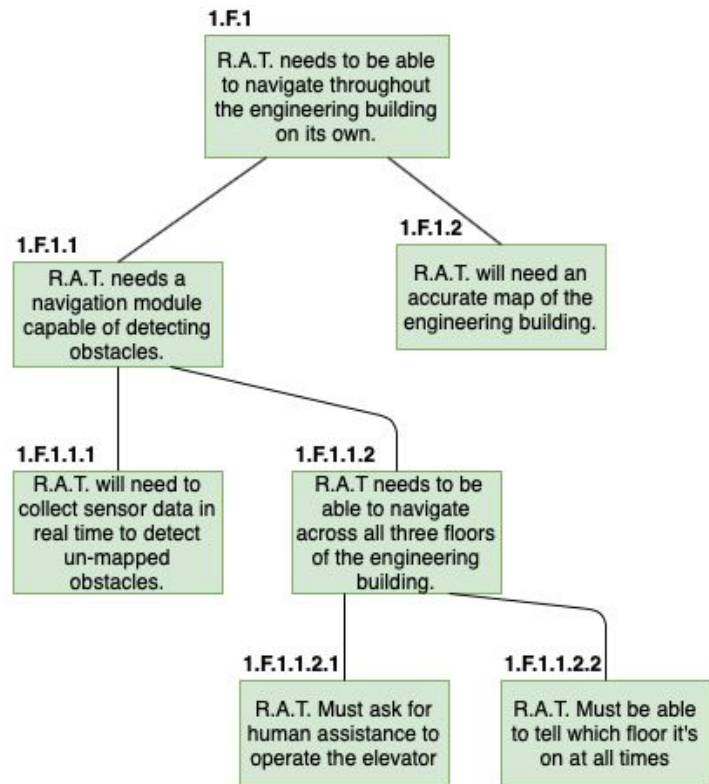 1.F.1
R.A.T. needs to be able
to navigate throughout
the engineering building
on its own.
1.F.1.1
R.A.T. needs a
navigation module
capable of detecting
obstacles.
1.F.1.2
R.A.T. will need an
accurate map of the
engineering building.
1.F.1.1.1
R.A.T. will need to
collect sensor data in
real time to detect
un-mapped
obstacles.
1.F.1.1.2
R.A.T needs to be
able to navigate
across all three floors
of the engineering
building.
1.F.1.1.2.1
R.A.T. Must ask for
human assistance to
operate the elevator
1.F.1.1.2.2
R.A.T. Must be able
to tell which floor it's
on at all times